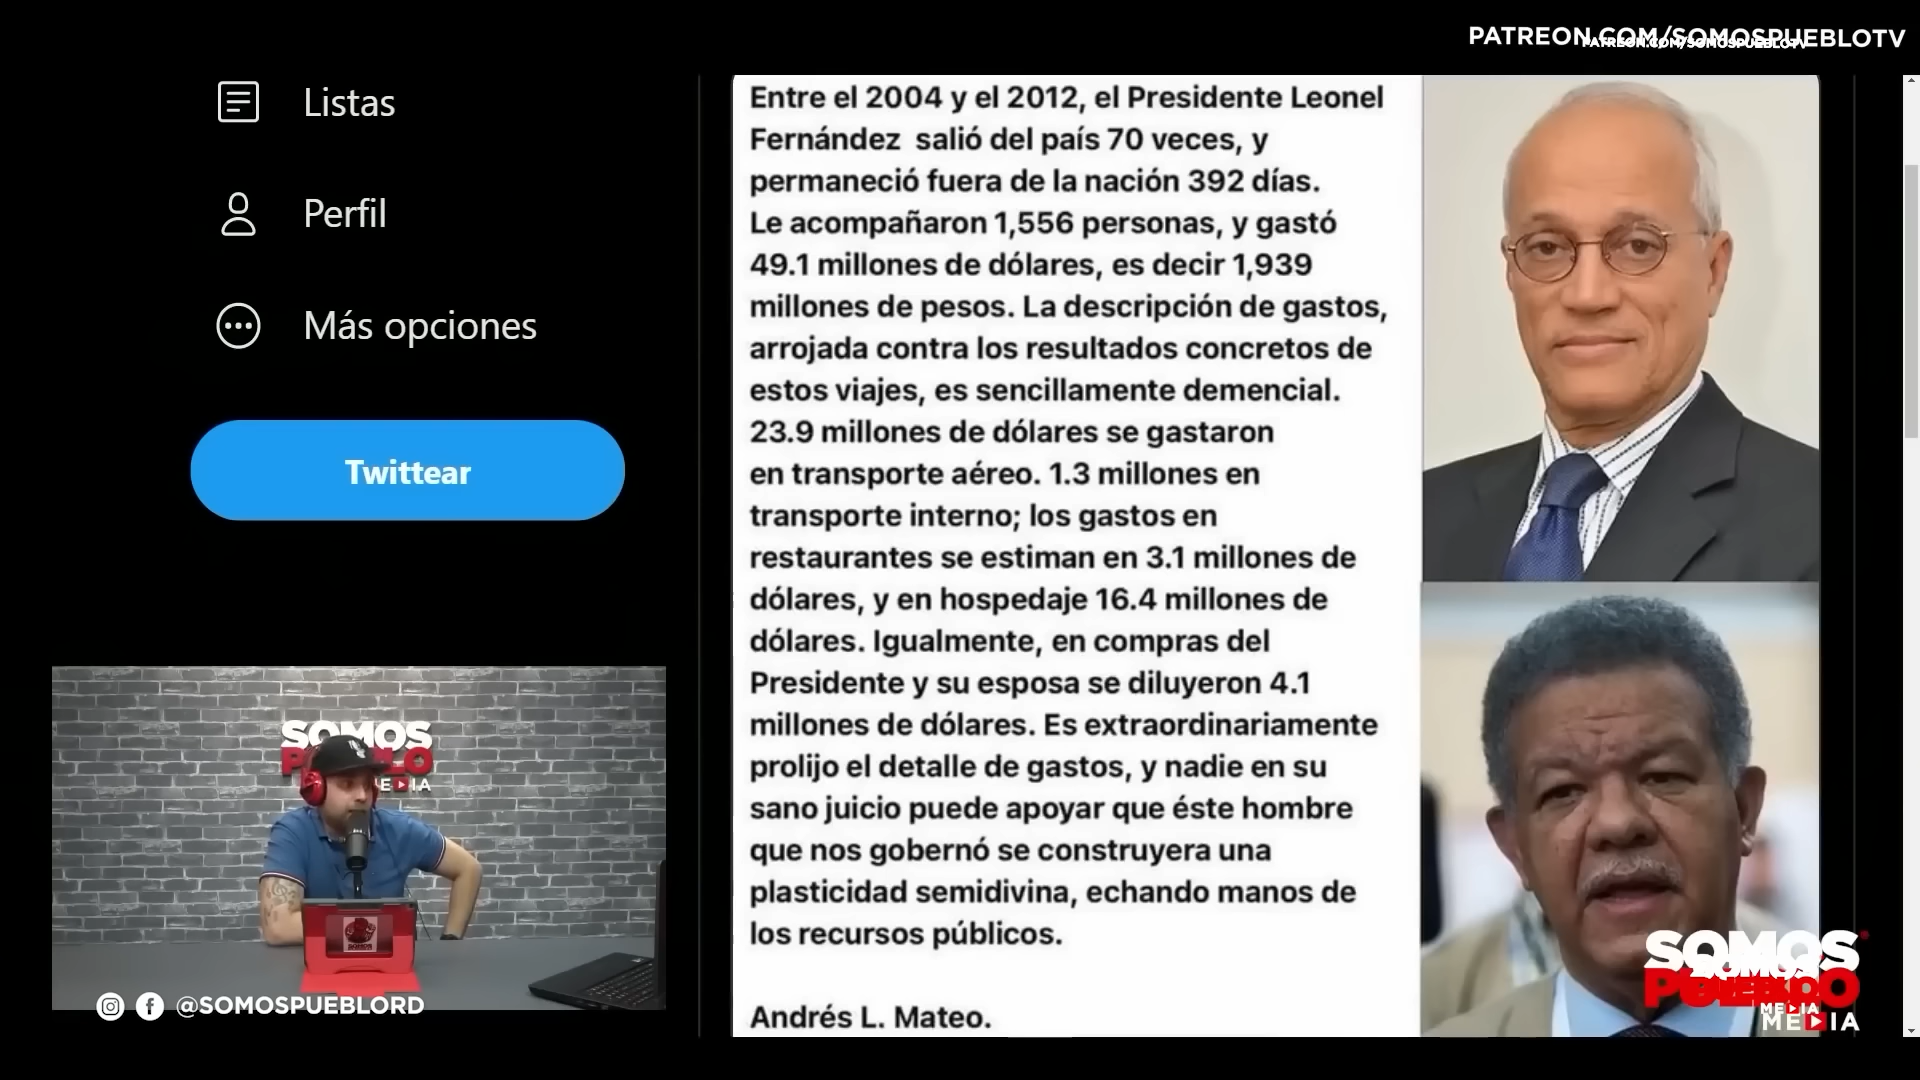 PATREON.COM/SOMOSPUEBLOTV
PATREON.COM/SOMOSPUEBLOTV
Listas
Perfil
Más opciones
Twittear
Entre el 2004 y el 2012, el Presidente Leonel
Fernández salió del país 70 veces, y
permaneció fuera de la nación 392 días.
Le acompañaron 1,556 personas, y gastó
49.1 millones de dólares, es decir 1,939
millones de pesos. La descripción de gastos,
arrojada contra los resultados concretos de
estos viajes, es sencillamente demencial.
23.9 millones de dólares se gastaron
en transporte aéreo. 1.3 millones en
transporte interno; los gastos en
restaurantes se estiman en 3.1 millones de
dólares, y en hospedaje 16.4 millones de
dólares. Igualmente, en compras del
Presidente y su esposa se diluyeron 4.1
millones de dólares. Es extraordinariamente
prolijo el detalle de gastos, y nadie en su
sano juicio puede apoyar que éste hombre
que nos gobernó se construyera una
plasticidad semidivina, echando manos de
los recursos públicos.
Andrés L. Mateo.
SOMOS
@SOMOSPUEBLORD
SOMOS
PUEBLO
MEDIA
MEDIA